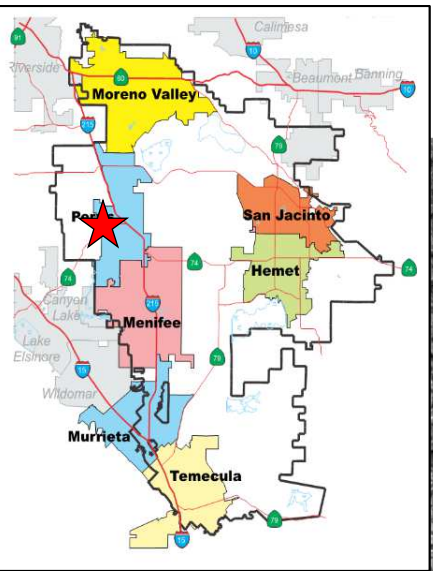 Calimesa
91
10
Riverside
60
Beaumont
Banning
10
Moreno Valley
215
79
San Jacinto
74
74
74
Hemet
Canyon
Lake
215
Menifee
Lake
Elsinore
79
15
Wildomar
Murrieta
Temecula
79
15